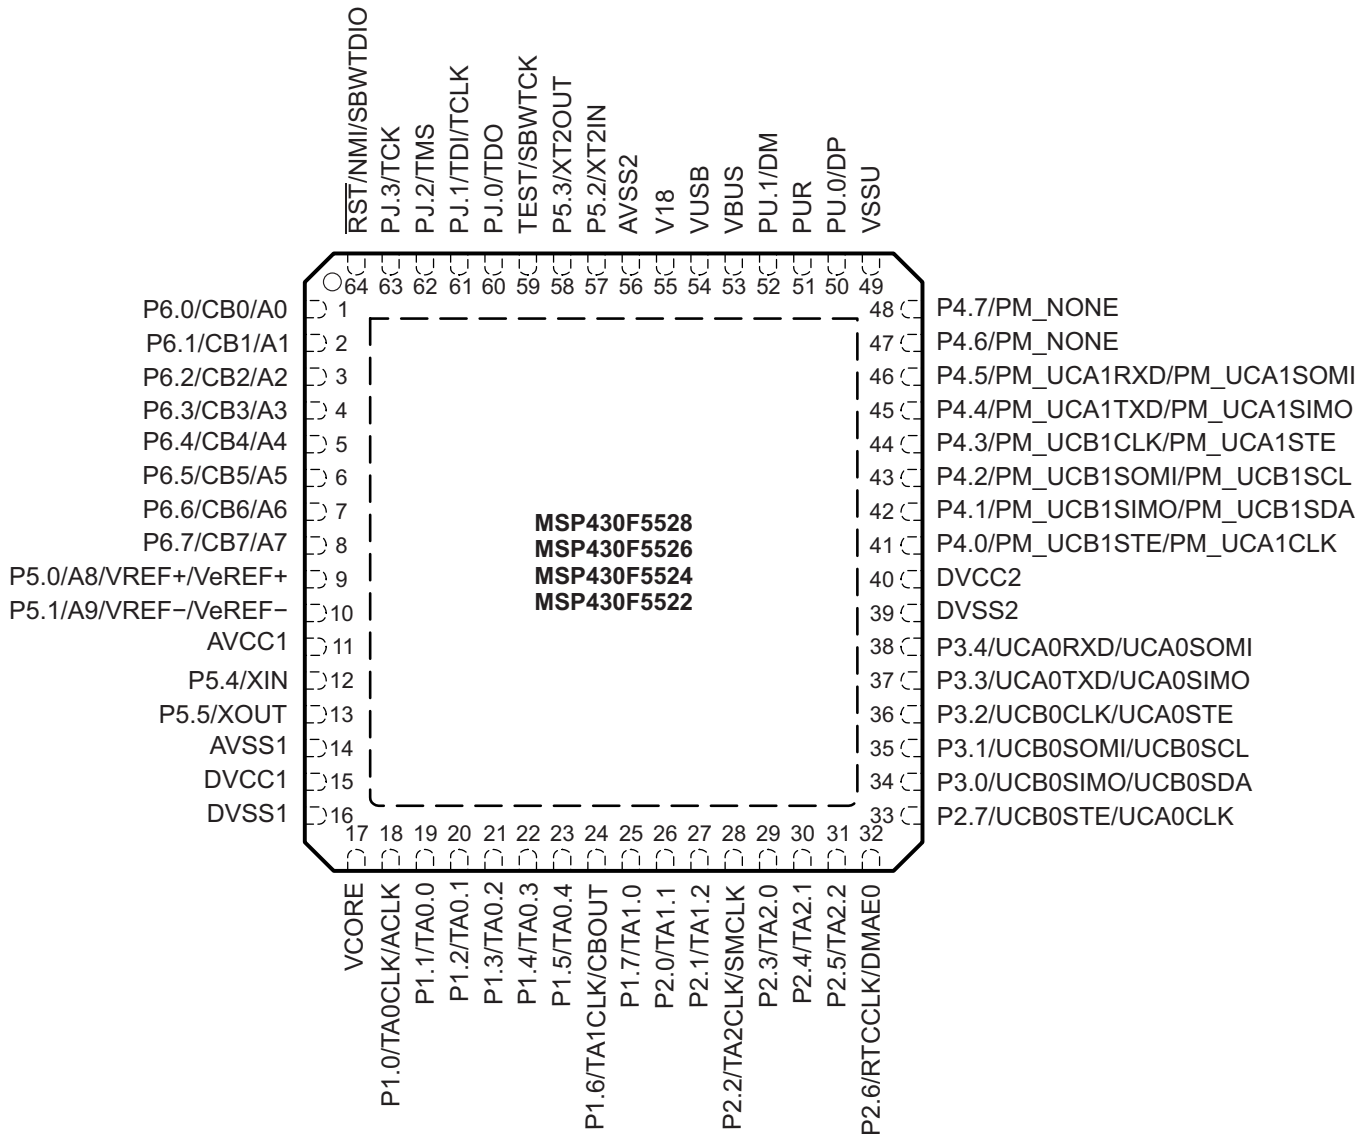 RST/NMI/SBWTDIO
PJ.3/TCK
PJ.2/TMS
PJ.1/TDI/TCLK
PJ.0/TDO
TEST/SBWTCK
P5.3/XT2OUT
P5.2/XT2IN
AVSS2
V18
VUSB
VBUS
PU.1/DM
PUR
PU.0/DP
VSSU
64 63 62 61 60 59 58 57 56 55 54 53 52 51 50 49
P6.0/CB0/A0 1
P6.1/CB1/A1 2
P6.2/CB2/A2 3
P6.3/CB3/A3 4
P6.4/CB4/A4 5
P6.5/CB5/A5 6
P6.6/CB6/A6 7
P6.7/CB7/A7 8
P5.0/A8/VREF+/VeREF+ 9
P5.1/A9/VREF−/VeREF− 10
AVCC1 11
P5.4/XIN 12
P5.5/XOUT 13
AVSS1 14
DVCC1 15
DVSS1 16
MSP430F5528
MSP430F5526
MSP430F5524
MSP430F5522
48 P4.7/PM_NONE
47 P4.6/PM_NONE
46 P4.5/PM_UCA1RXD/PM_UCA1SOMI
45 P4.4/PM_UCA1TXD/PM_UCA1SIMO
44 P4.3/PM_UCB1CLK/PM_UCA1STE
43 P4.2/PM_UCB1SOMI/PM_UCB1SCL
42 P4.1/PM_UCB1SIMO/PM_UCB1SDA
41 P4.0/PM_UCB1STE/PM_UCA1CLK
40 DVCC2
39 DVSS2
38 P3.4/UCA0RXD/UCA0SOMI
37 P3.3/UCA0TXD/UCA0SIMO
36 P3.2/UCB0CLK/UCA0STE
35 P3.1/UCB0SOMI/UCB0SCL
34 P3.0/UCB0SIMO/UCB0SDA
33 P2.7/UCB0STE/UCA0CLK
17 18 19 20 21 22 23 24 25 26 27 28 29 30 31 32
VCORE
P1.0/TA0CLK/ACLK
P1.1/TA0.0
P1.2/TA0.1
P1.3/TA0.2
P1.4/TA0.3
P1.5/TA0.4
P1.6/TA1CLK/CBOUT
P1.7/TA1.0
P2.0/TA1.1
P2.1/TA1.2
P2.2/TA2CLK/SMCLK
P2.3/TA2.0
P2.4/TA2.1
P2.5/TA2.2
P2.6/RTCCLK/DMAE0